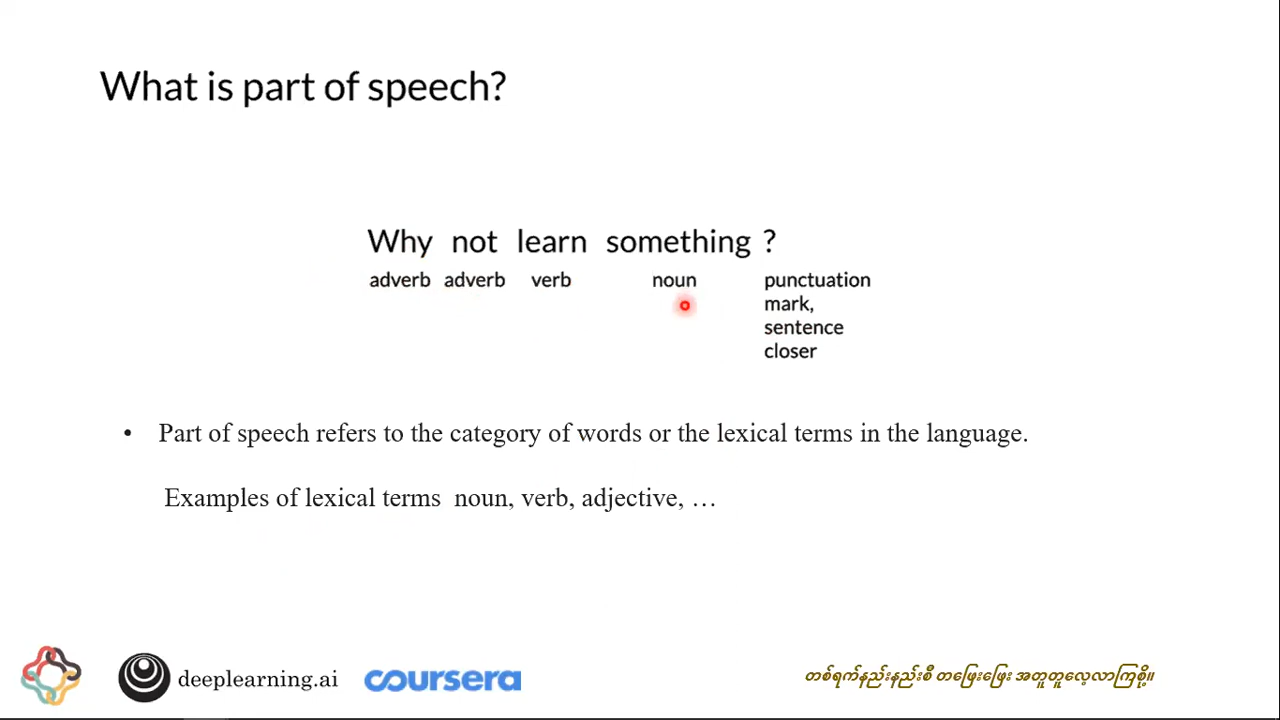 What is part of speech?
Why not learn something ?
adverb adverb verb noun punctuation
mark,
sentence
closer
• Part of speech refers to the category of words or the lexical terms in the language.
Examples of lexical terms noun, verb, adjective, …
deeplearning.ai coursera တစ်ရက်နည်းနည်းစီ တဖြေးဖြေး အတူတူလေ့လာကြစို့။